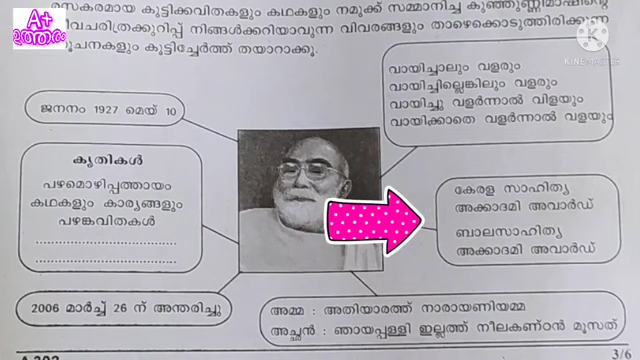 A+
ഉത്തരം
രസകരമായ കുട്ടിക്കവിതകളും കഥകളും നമുക്ക് സമ്മാനിച്ച കുഞ്ഞുണ്ണിമാഷിന്റെ
വചരിത്രക്കുറിപ്പ് നിങ്ങൾക്കറിയാവുന്ന വിവരങ്ങളും താഴെക്കൊടുത്തിരിക്കുന്ന
സൂചനകളും കൂട്ടിച്ചേർത്ത് തയാറാക്കൂ.
KINEMASTER
ജനനം 1927 മെയ് 10
വായിച്ചാലും വളരും
വായിച്ചില്ലെങ്കിലും വളരും
വായിച്ചു വളർന്നാൽ വിളയും
വായിക്കാതെ വളർന്നാൽ വളയും
കൃതികൾ
പഴമൊഴിപ്പത്തായം
കഥകളും കാര്യങ്ങളും
പഴങ്കവിതകൾ
................................
................................
കേരള സാഹിത്യ
അക്കാദമി അവാർഡ്
ബാലസാഹിത്യ
അക്കാദമി അവാർഡ്
2006 മാർച്ച് 26 ന് അന്തരിച്ചു
അമ്മ : അതിയാരത്ത് നാരായണിയമ്മ
അച്ഛൻ : ഞായപ്പള്ളി ഇല്ലത്ത് നീലകണ്ഠൻ മൂസത്
3/6